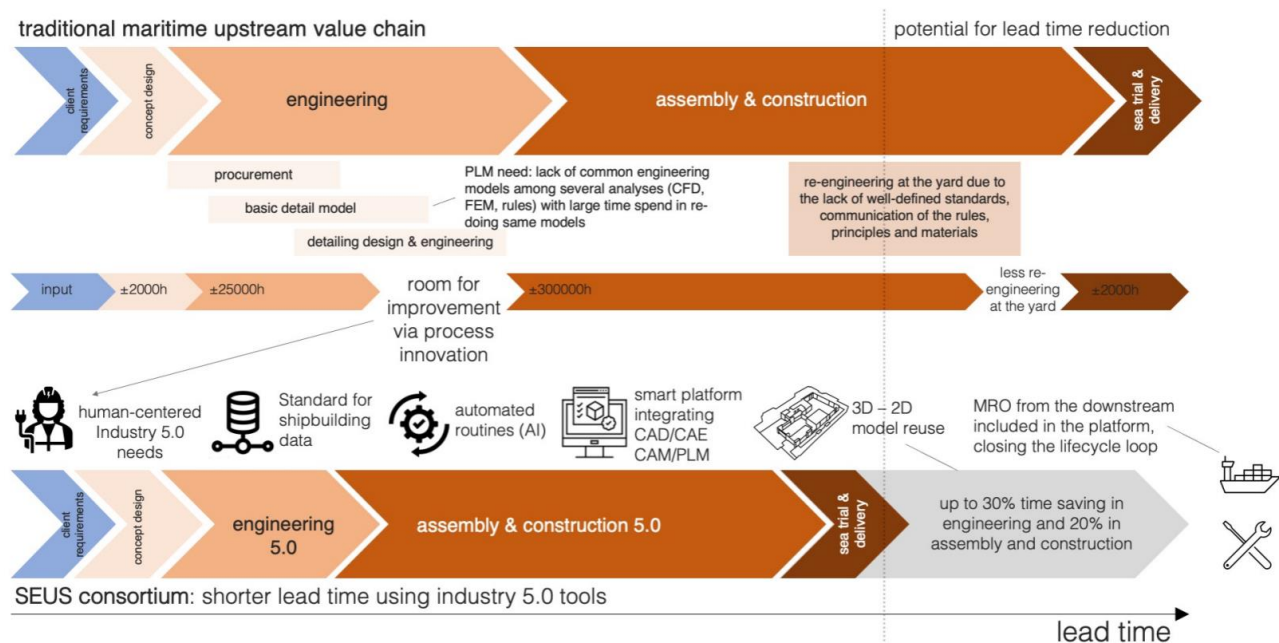 traditional maritime upstream value chain
potential for lead time reduction
client
requirements
concept design
engineering
assembly & construction
sea trial &
delivery
procurement
basic detail model
detailing design & engineering
PLM need: lack of common engineering
models among several analyses (CFD,
FEM, rules) with large time spend in re-
doing same models
re-engineering at the yard due to
the lack of well-defined standards,
communication of the rules,
principles and materials
input
±2000h
±25000h
room for
improvement
via process
innovation
±300000h
less re-
engineering
at the yard
±2000h
human-centered
Industry 5.0
needs
Standard for
shipbuilding
data
automated
routines (AI)
smart platform
integrating
CAD/CAE
CAM/PLM
3D – 2D
model reuse
MRO from the downstream
included in the platform,
closing the lifecycle loop
client
requirements
concept design
engineering
5.0
assembly & construction 5.0
sea trial &
delivery
up to 30% time saving in
engineering and 20% in
assembly and construction
SEUS consortium: shorter lead time using industry 5.0 tools
lead time